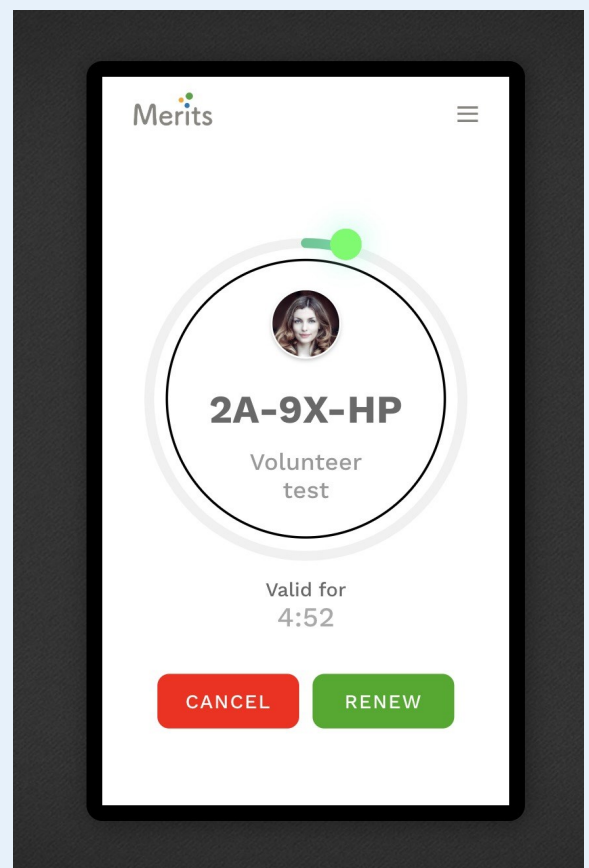 Merits
2A-9X-HP
Volunteer
test
Valid for
4:52
CANCEL RENEW